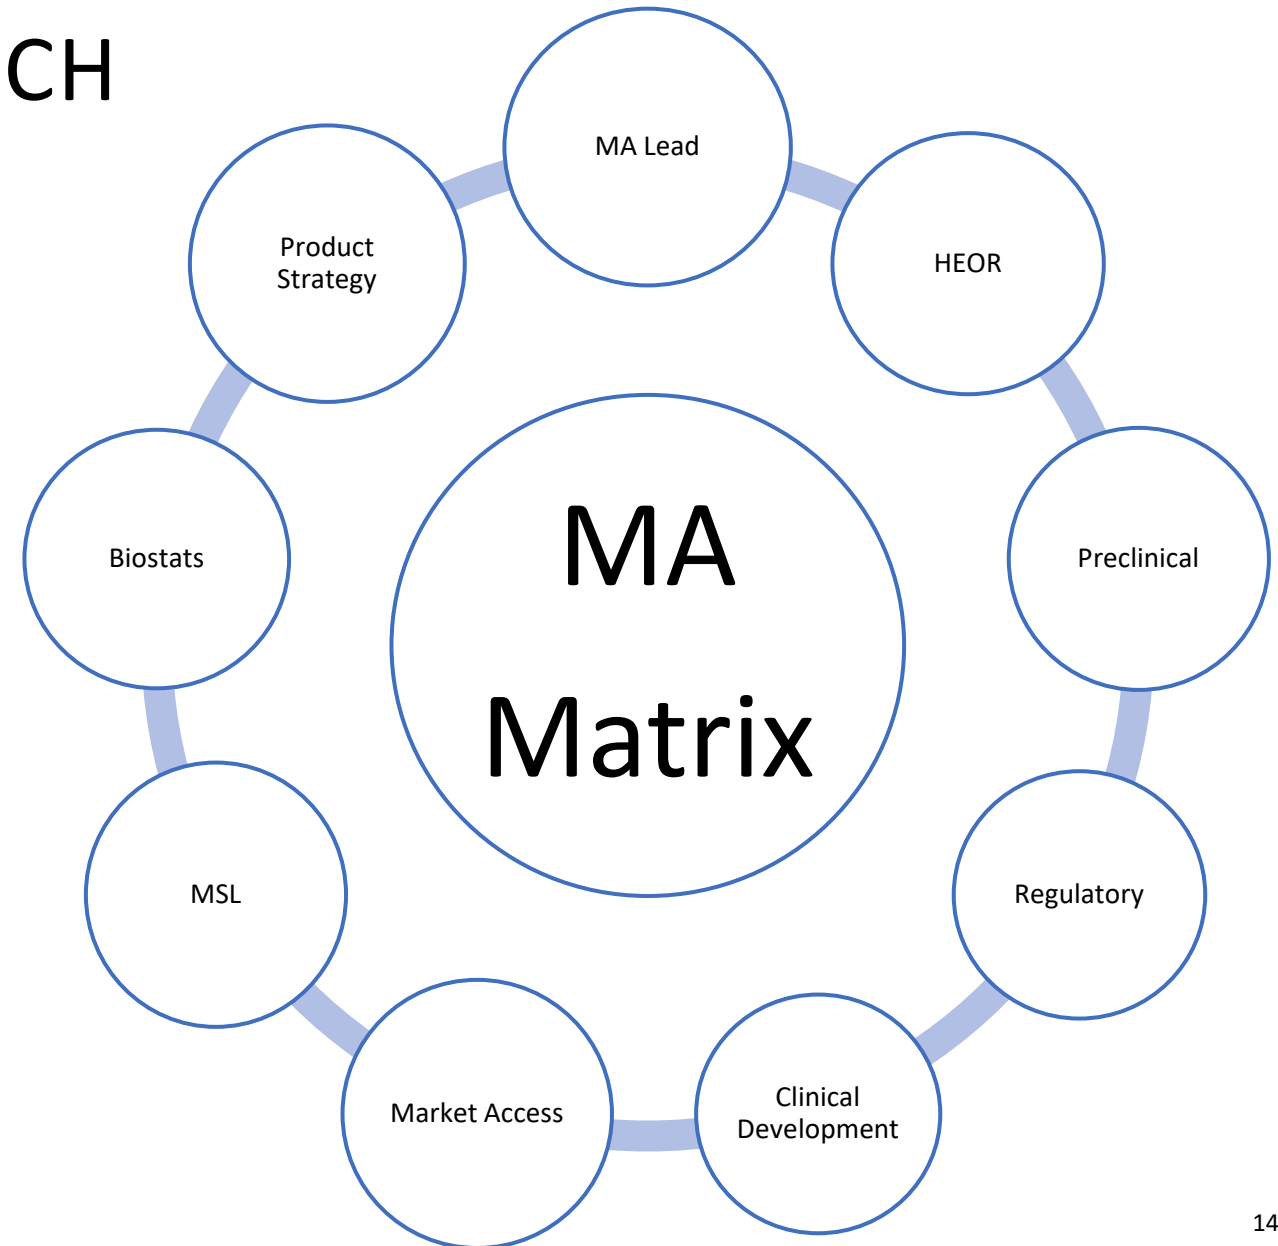 CH
MA Lead
Product
Strategy
HEOR
MA
Matrix
Biostats
Preclinical
MSL
Regulatory
Market Access
Clinical
Development
14